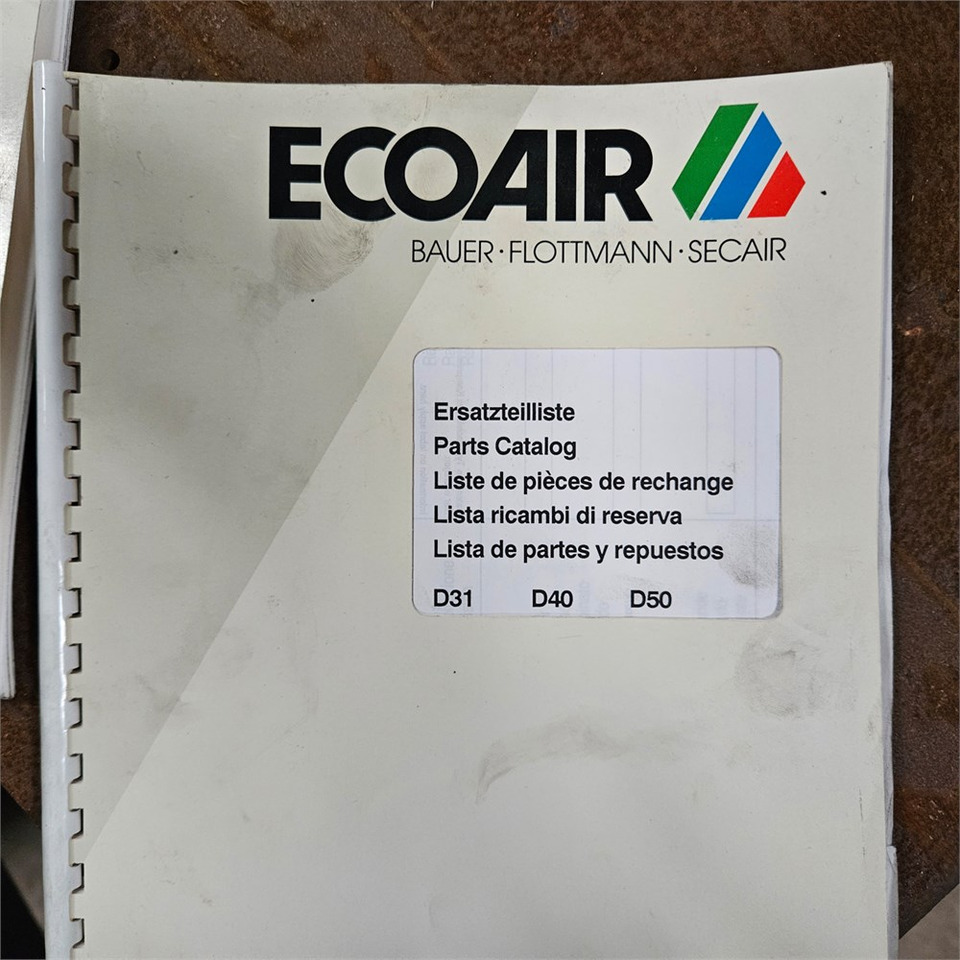 ECOAIR
BAUER · FLOTTMANN · SECAIR
Ersatzteilliste
Parts Catalog
Liste de pièces de rechange
Lista ricambi di reserva
Lista de partes y repuestos
D31 D40 D50